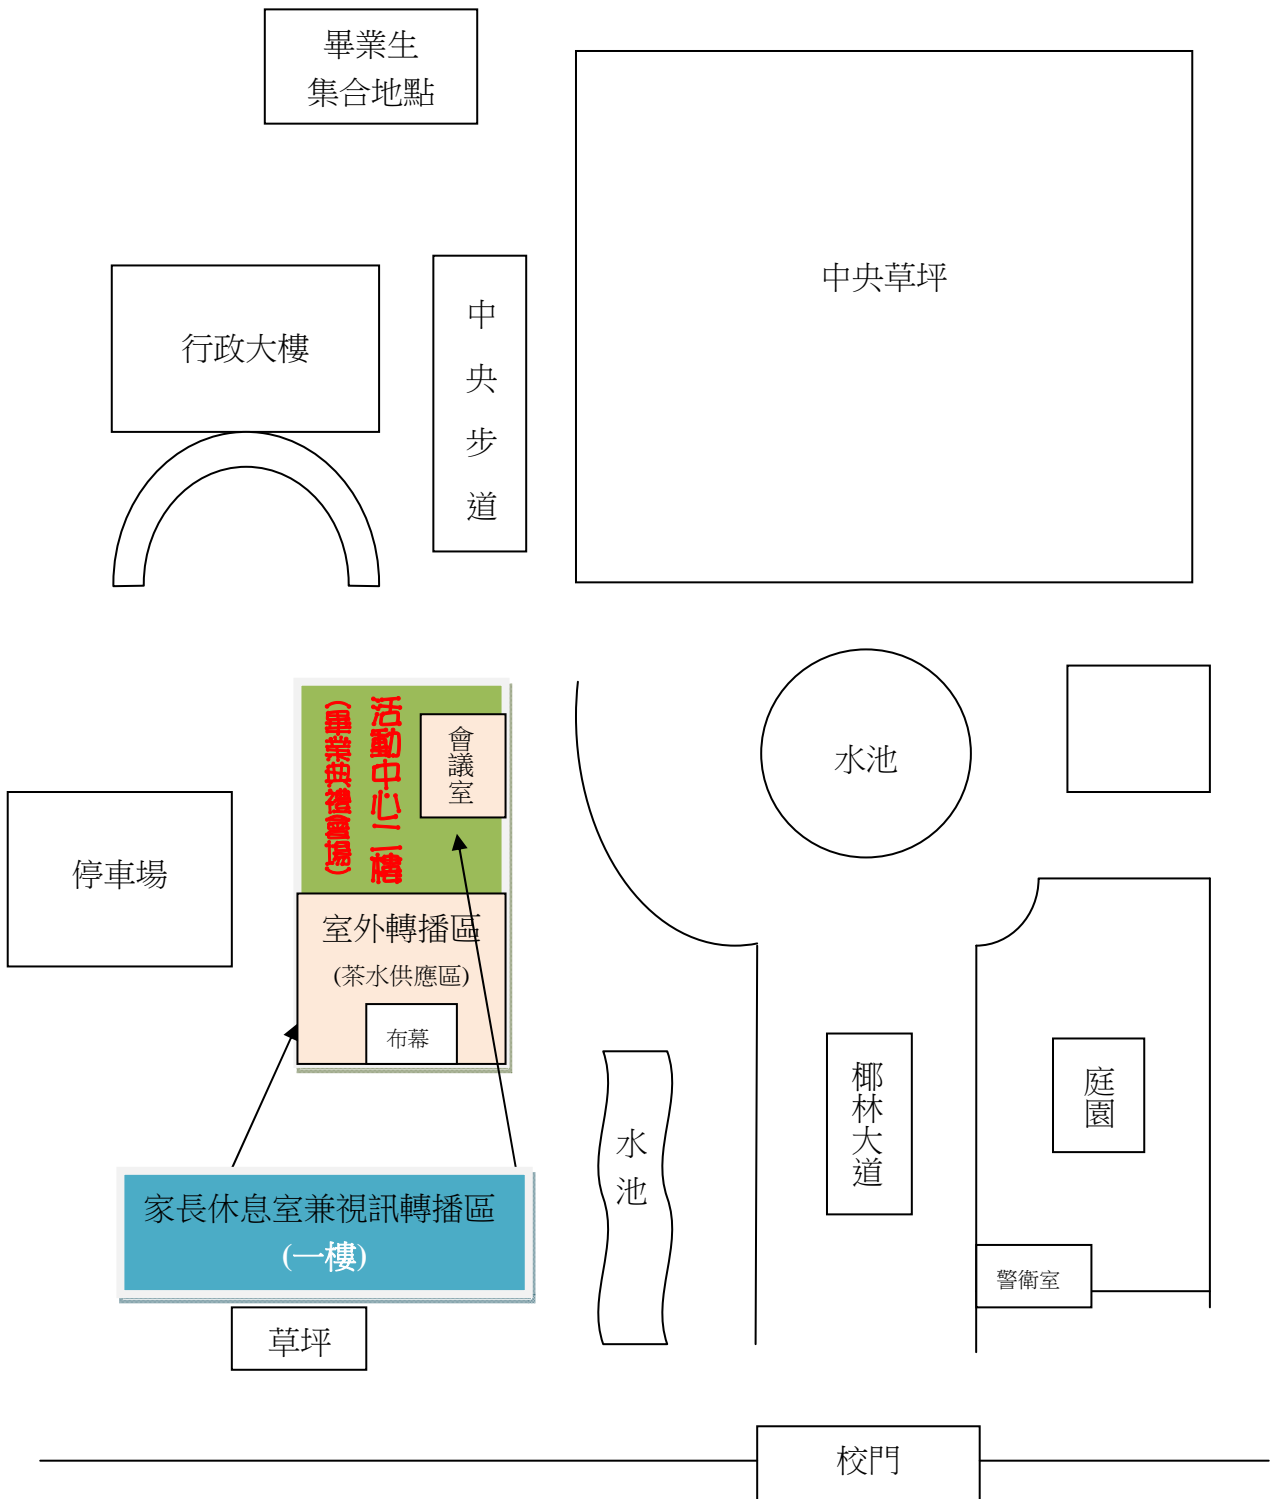 畢業生
集合地點
中央草坪
行政大樓
中央步道
活動中心二樓
(畢業典禮會場)
會議室
水池
停車場
室外轉播區
(茶水供應區)
布幕
椰林大道
庭園
水池
家長休息室兼視訊轉播區
(一樓)
警衛室
草坪
校門